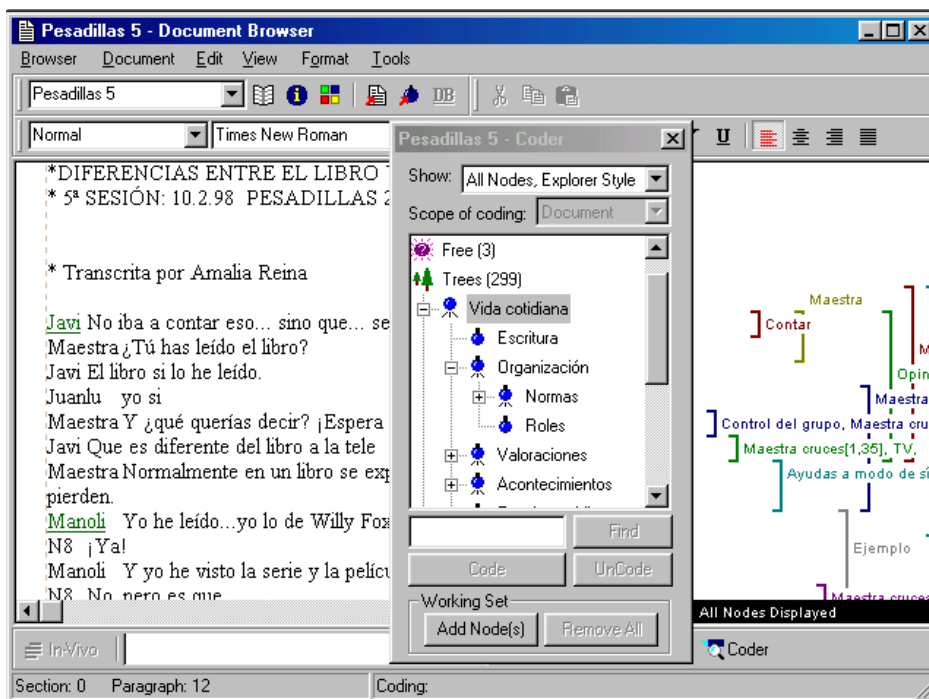 Pesadillas 5 - Document Browser
Browser Document Edit View Format Tools
Pesadillas 5 DB
Normal Times New Roman U
*DIFERENCIAS ENTRE EL LIBRO
* 5ª SESIÓN: 10.2.98 PESADILLAS 2
* Transcrita por Amalia Reina
Javi No iba a contar eso... sino que... se
Maestra ¿Tú has leído el libro?
Javi El libro si lo he leído.
Juanlu yo si
Maestra Y ¿qué querías decir? ¡Espera
Javi Que es diferente del libro a la tele
Maestra Normalmente en un libro se exp
pierden.
Manoli Yo he leído...yo lo de Willy Fox
N8 ¡Ya!
Manoli Y yo he visto la serie y la pelícu
N8 No, pero es que
Pesadillas 5 - Coder
Show: All Nodes, Explorer Style
Scope of coding: Document
Free (3)
Trees (299)
Vida cotidiana
Escritura
Organización
Normas
Roles
Valoraciones
Acontecimientos
Find
Code UnCode
Working Set
Add Node(s) Remove All
Maestra
Contar
M
Opin
Maestra
Control del grupo, Maestra cru
Maestra cruces[1,35], TV,
Ayudas a modo de sí
Ejemplo
Maestra cruces
All Nodes Displayed
In-Vivo
Coder
Section: 0 Paragraph: 12 Coding: